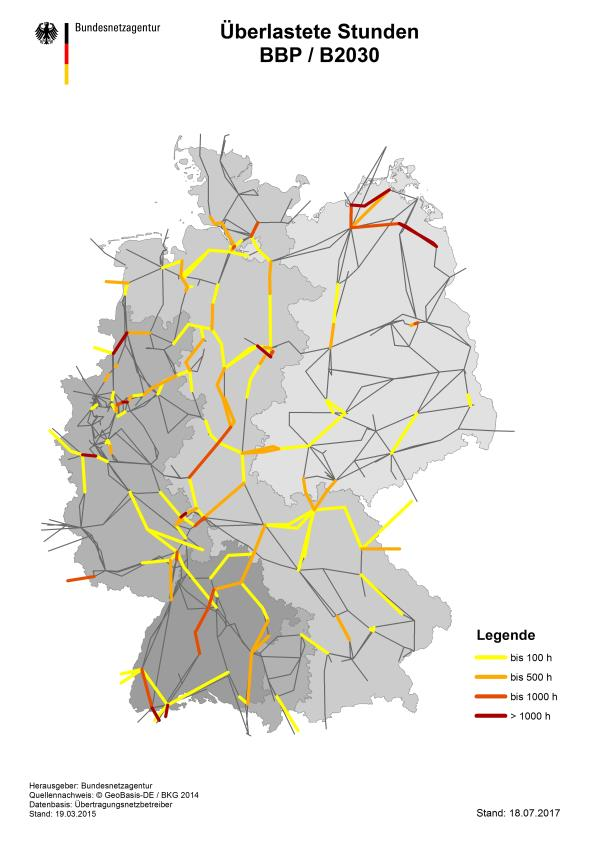 Bundesnetzagentur
Überlastete Stunden
BBP / B2030
Legende
bis 100 h
bis 500 h
bis 1000 h
> 1000 h
Herausgeber: Bundesnetzagentur
Quellennachweis: © GeoBasis-DE / BKG 2014
Datenbasis: Übertragungsnetzbetreiber
Stand: 19.03.2015
Stand: 18.07.2017